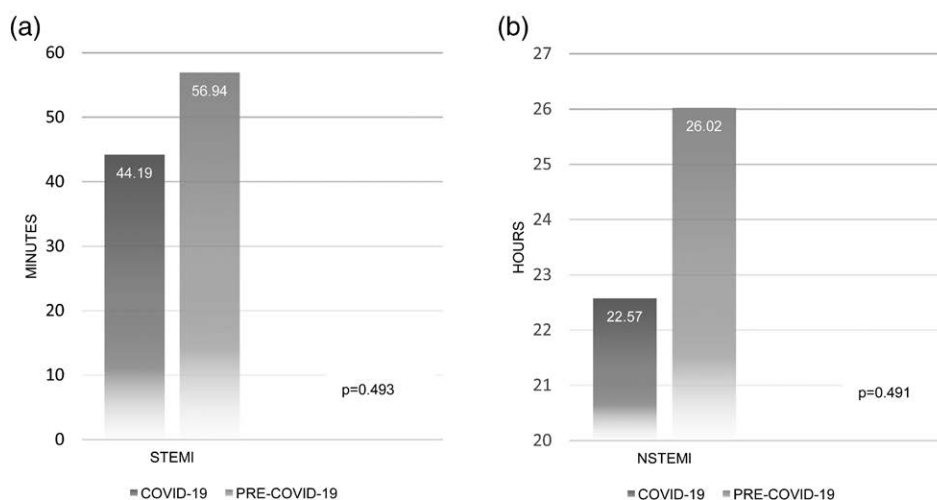 (a)
60
50
40
30
20
10
0
MINUTES
56.94
44.19
p=0.493
STEMI
COVID-19 PRE-COVID-19
(b)
27
26
25
24
23
22
21
20
HOURS
26.02
22.57
p=0.491
NSTEMI
COVID-19 PRE-COVID-19